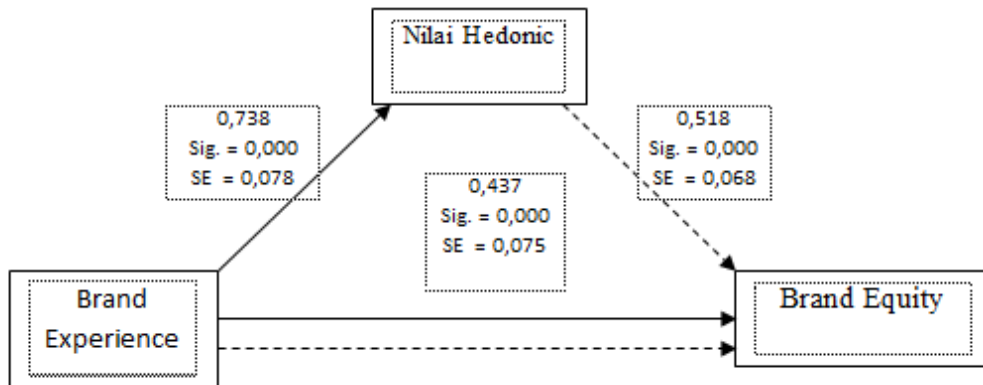 Nilai Hedonic
0,738
Sig. = 0,000
SE = 0,078
0,518
Sig. = 0,000
SE = 0,068
0,437
Sig. = 0,000
SE = 0,075
Brand
Experience
Brand Equity